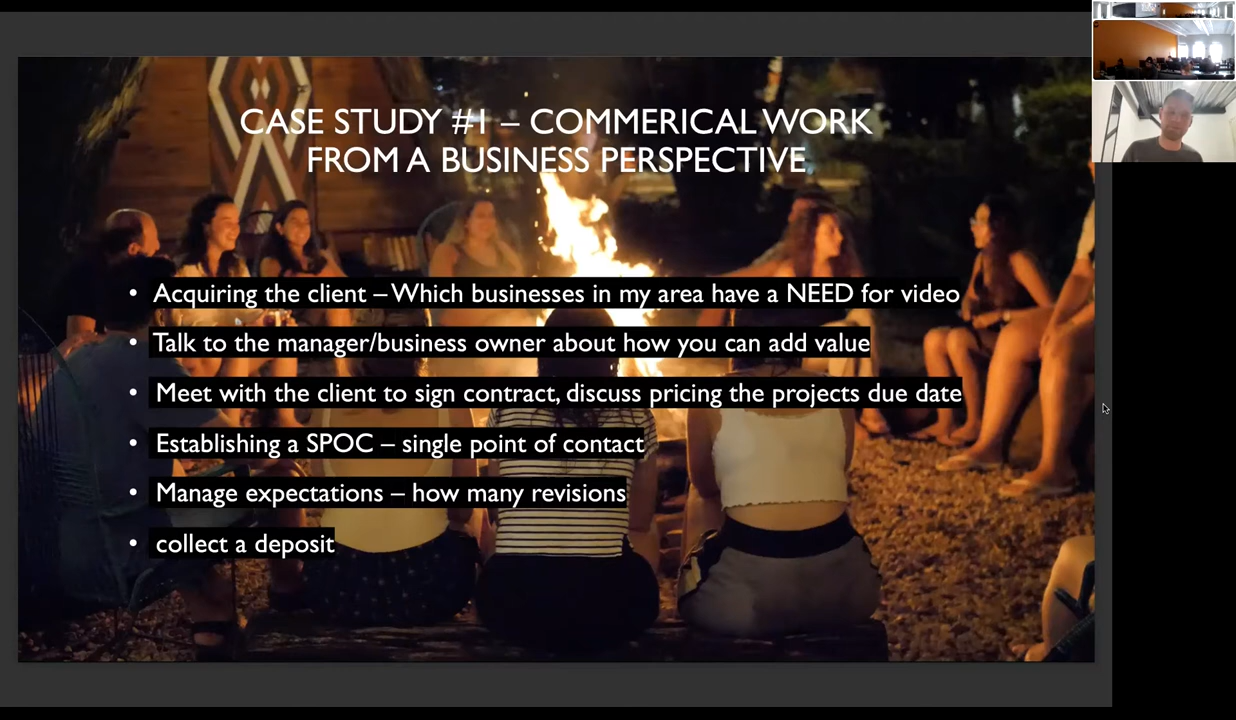 CASE STUDY #1 – COMMERICAL WORK
FROM A BUSINESS PERSPECTIVE
• Acquiring the client – Which businesses in my area have a NEED for video
• Talk to the manager/business owner about how you can add value
• Meet with the client to sign contract, discuss pricing the projects due date
• Establishing a SPOC – single point of contact
• Manage expectations – how many revisions
• collect a deposit